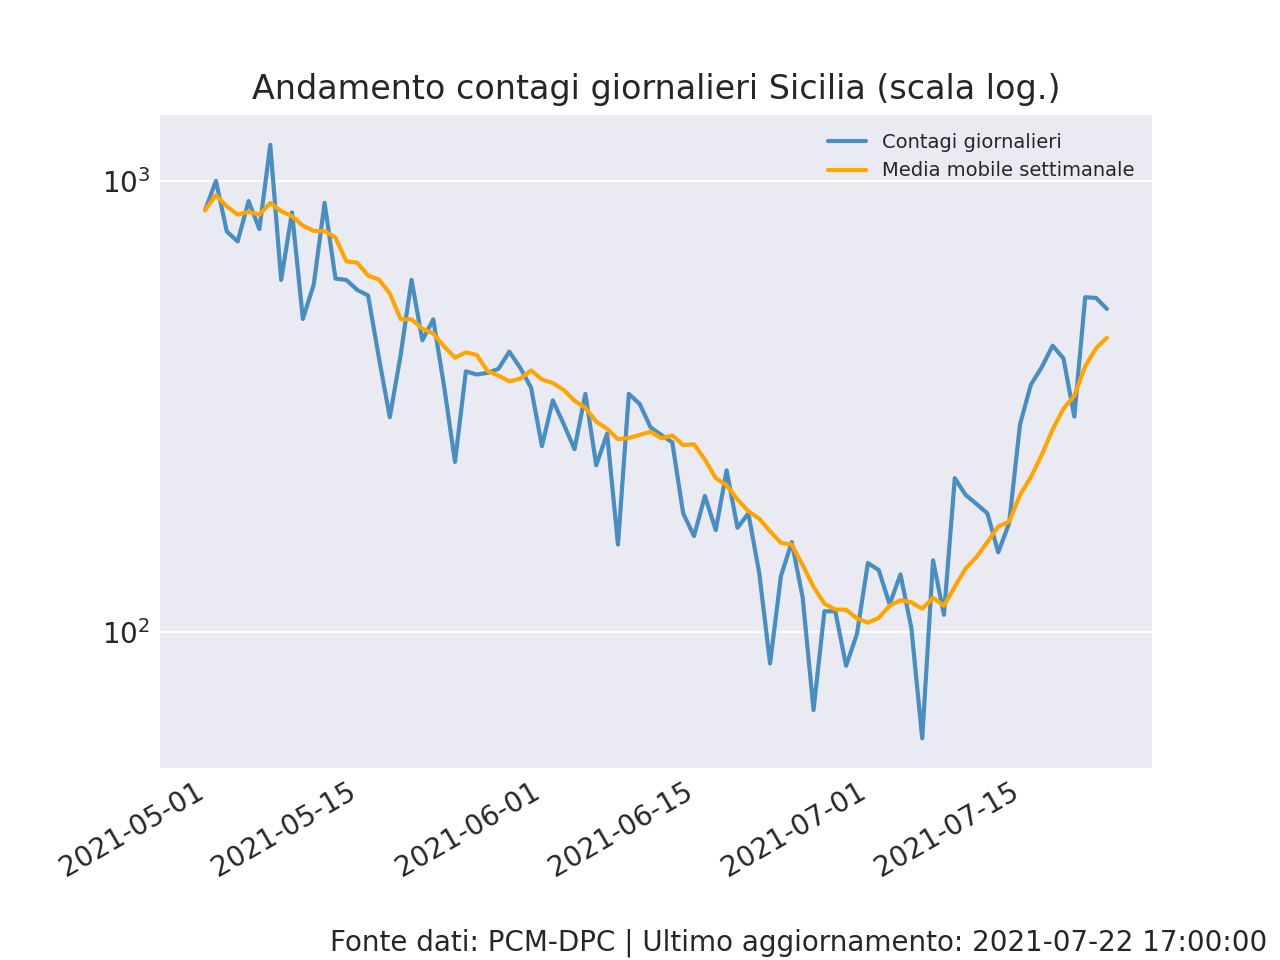 Andamento contagi giornalieri Sicilia (scala log.)
Contagi giornalieri
Media mobile settimanale
10³
10²
2021-05-01
2021-05-15
2021-06-01
2021-06-15
2021-07-01
2021-07-15
Fonte dati: PCM-DPC | Ultimo aggiornamento: 2021-07-22 17:00:00